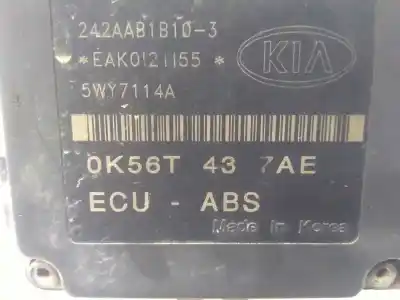 242AAB1B10-3
*EAK0121155 *
KIA
5WY7114A
0K56T 43 7AE
ECU - ABS
Made in Korea